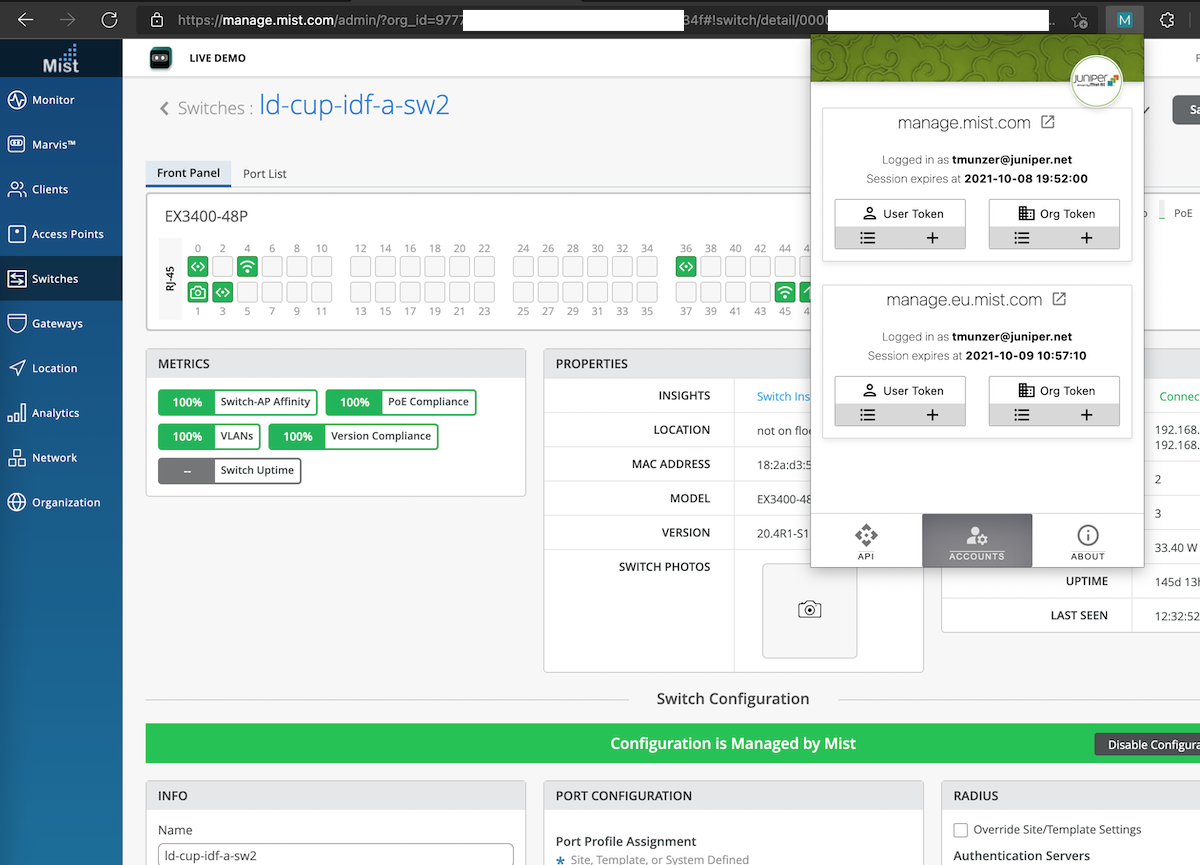 https://manage.mist.com/admin/?org_id=9777
34f#!switch/detail/0000
M
Mist
LIVE DEMO
Monitor
Marvis™
Clients
Access Points
Switches
Gateways
Location
Analytics
Network
Organization
Switches : ld-cup-idf-a-sw2
Front Panel
Port List
EX3400-48P
PoE
RJ-45
0 2 4 6 8 10 12 14 16 18 20 22 24 26 28 30 32 34 36 38 40 42 44
1 3 5 7 9 11 13 15 17 19 21 23 25 27 29 31 33 35 37 39 41 43 45
METRICS
100% Switch-AP Affinity
100% PoE Compliance
100% VLANs
100% Version Compliance
-- Switch Uptime
PROPERTIES
INSIGHTS
Switch Ins
LOCATION
not on floo
MAC ADDRESS
18:2a:d3:5
MODEL
EX3400-48
VERSION
20.4R1-S1
SWITCH PHOTOS
Connec
192.168.
192.168.
2
3
33.40 W
UPTIME
145d 13h
LAST SEEN
12:32:52
juniper
manage.mist.com
Logged in as tmunzer@juniper.net
Session expires at 2021-10-08 19:52:00
User Token
Org Token
manage.eu.mist.com
Logged in as tmunzer@juniper.net
Session expires at 2021-10-09 10:57:10
User Token
Org Token
API
ACCOUNTS
ABOUT
Switch Configuration
Configuration is Managed by Mist
Disable Configura
INFO
Name
ld-cup-idf-a-sw2
PORT CONFIGURATION
Port Profile Assignment
* Site, Template, or System Defined
RADIUS
Override Site/Template Settings
Authentication Servers